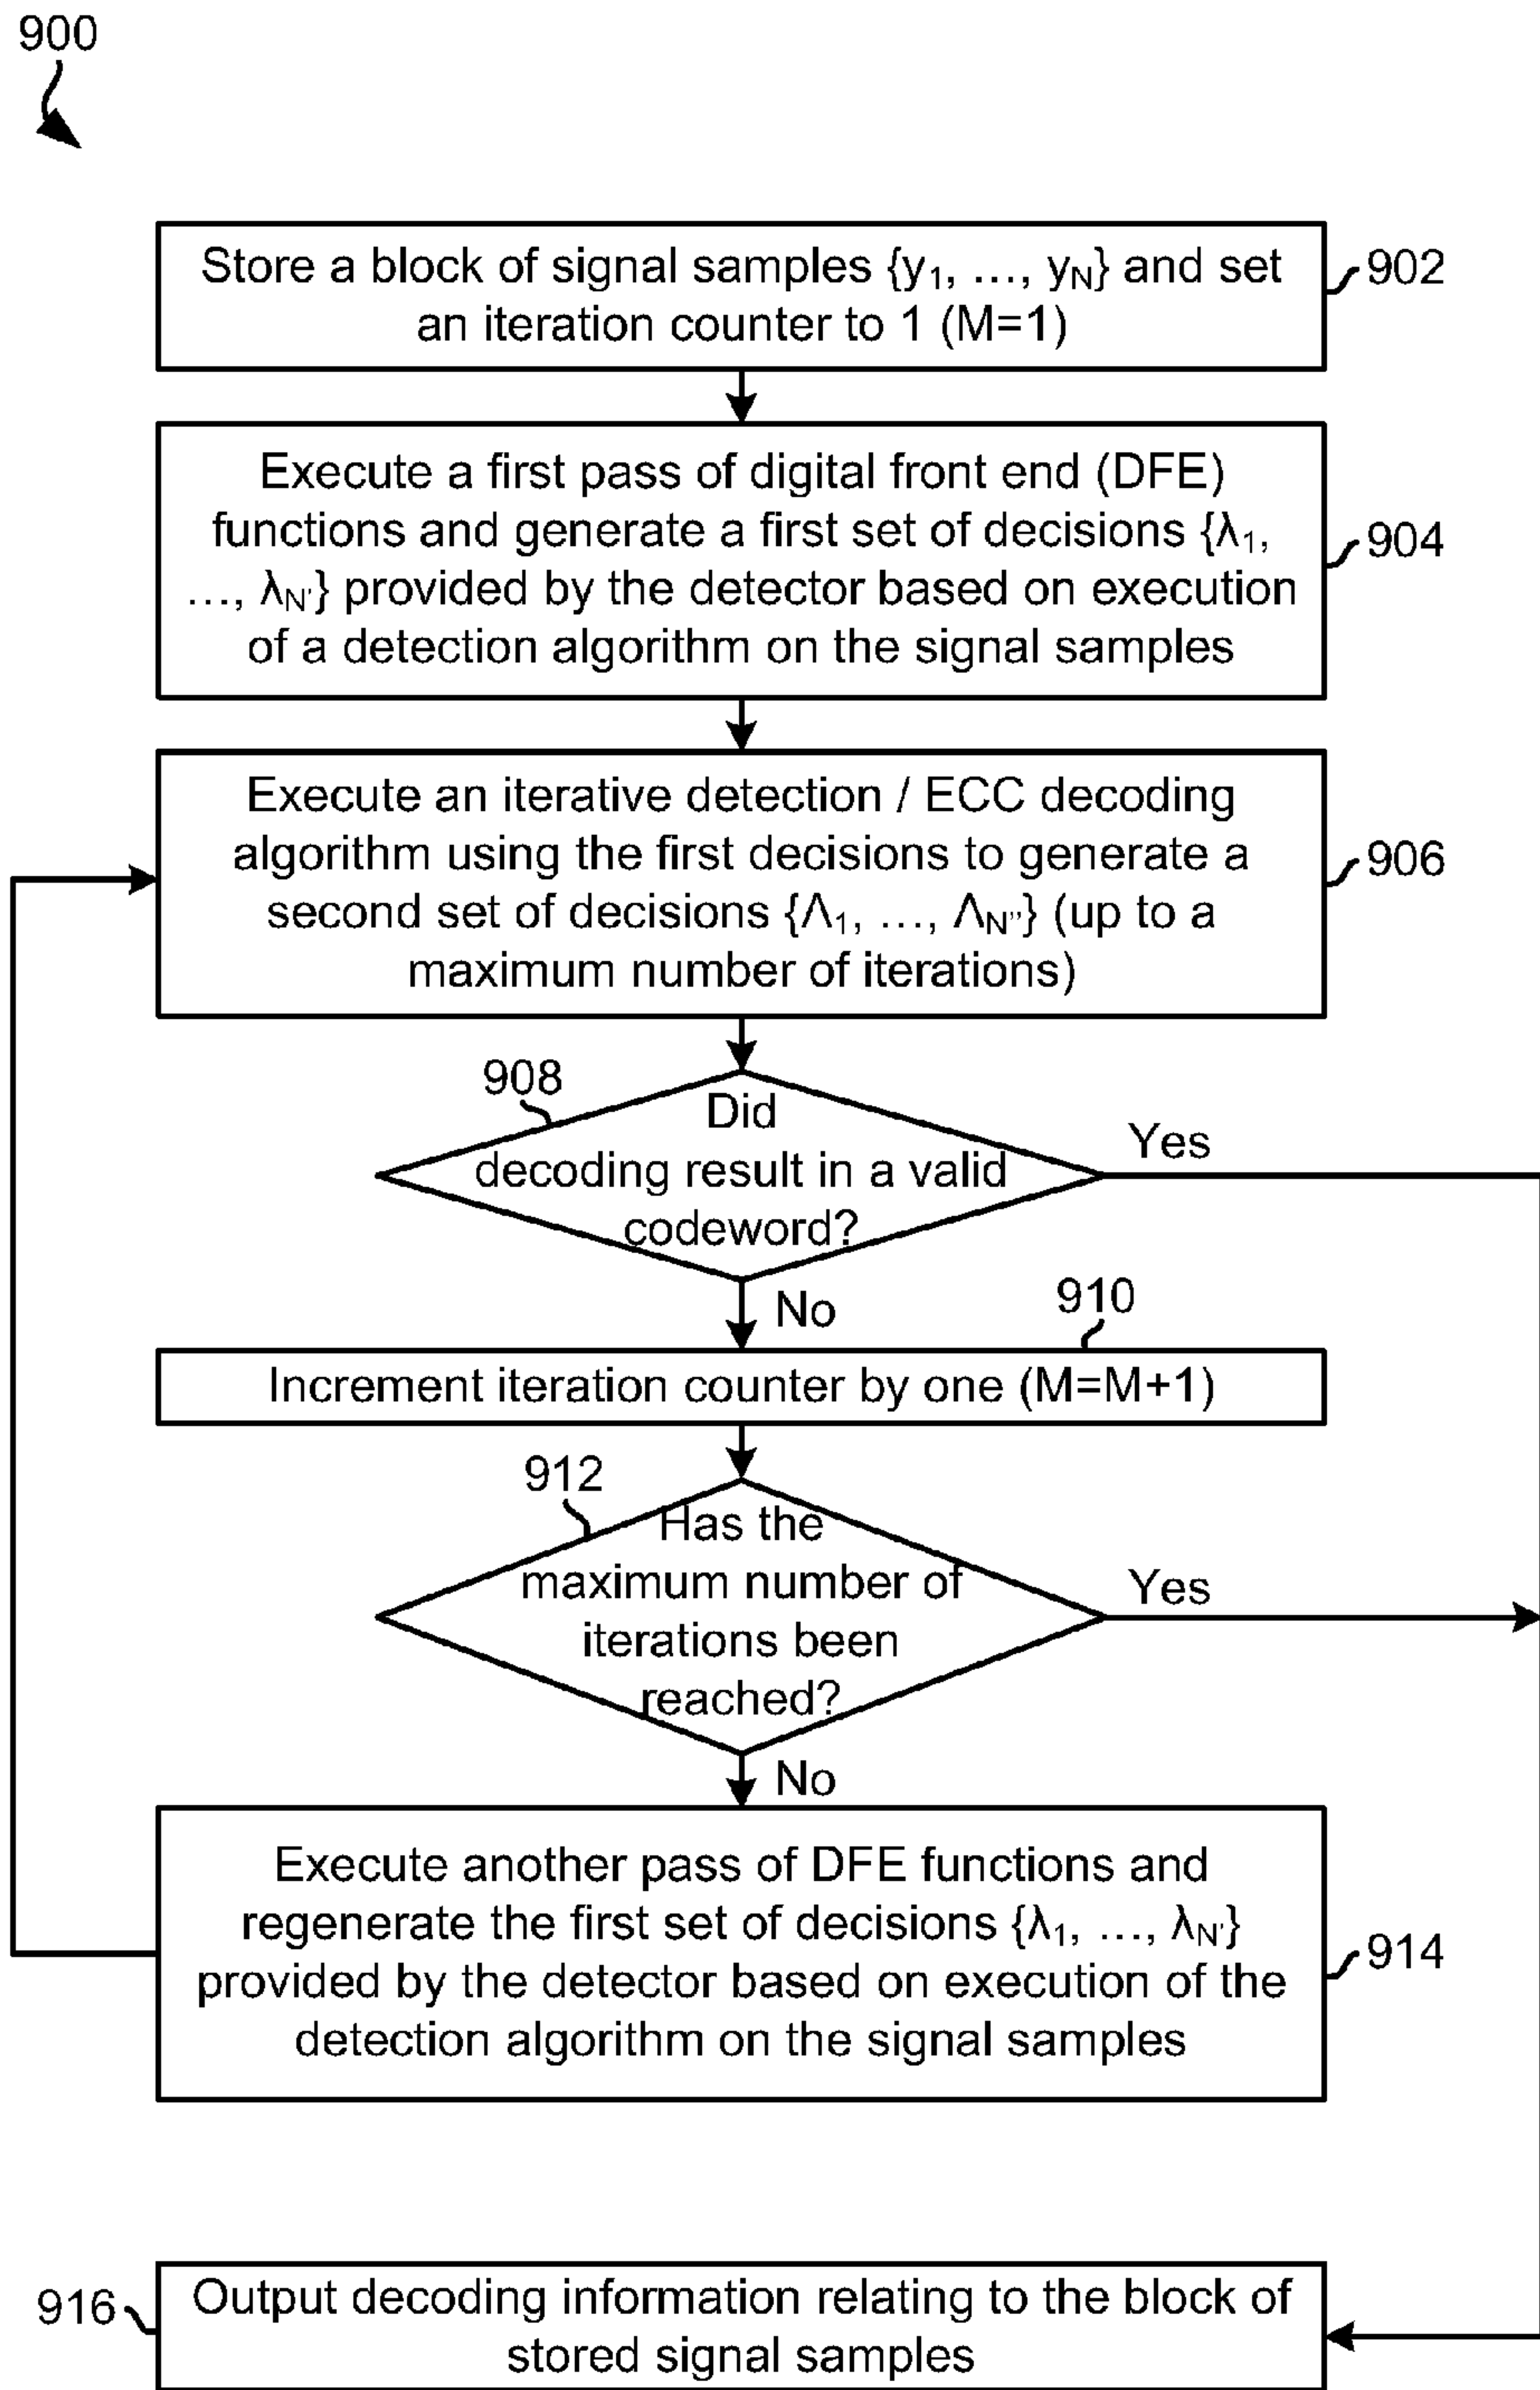 900
Store a block of signal samples {y₁, …, y_N} and set
an iteration counter to 1 (M=1)
902
Execute a first pass of digital front end (DFE)
functions and generate a first set of decisions {λ₁,
…, λ_N'} provided by the detector based on execution
of a detection algorithm on the signal samples
904
Execute an iterative detection / ECC decoding
algorithm using the first decisions to generate a
second set of decisions {Λ₁, …, Λ_N''} (up to a
maximum number of iterations)
906
908
Did
decoding result in a valid
codeword?
Yes
No
910
Increment iteration counter by one (M=M+1)
912
Has the
maximum number of
iterations been
reached?
Yes
No
Execute another pass of DFE functions and
regenerate the first set of decisions {λ₁, …, λ_N'}
provided by the detector based on execution of the
detection algorithm on the signal samples
914
916
Output decoding information relating to the block of
stored signal samples